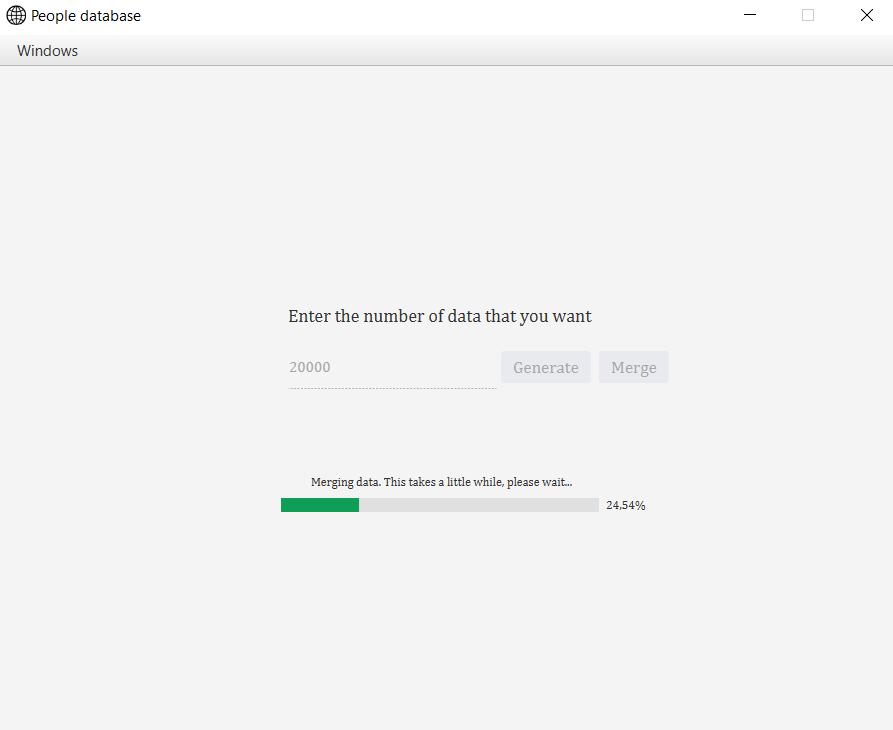 People database
Windows
Enter the number of data that you want
20000 Generate Merge
Merging data. This takes a little while, please wait...
24,54%